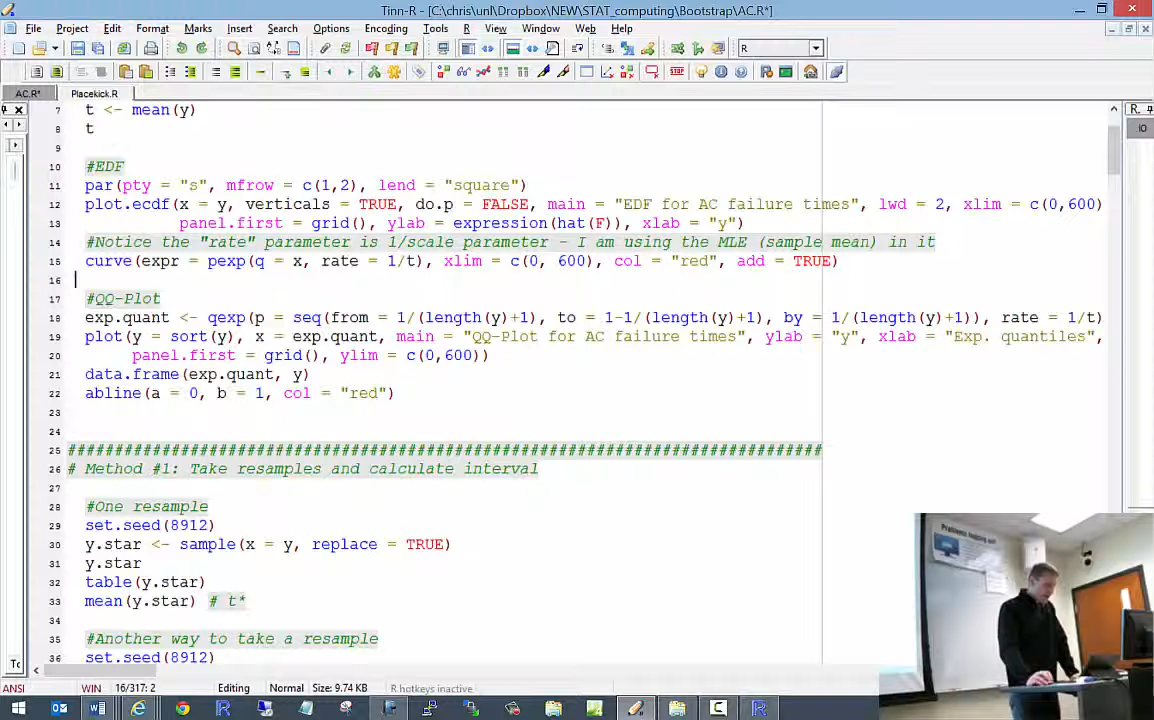 Tinn-R - [C:\chris\unl\Dropbox\NEW\STAT_computing\Bootstrap\AC.R*]
File Project Edit Format Marks Insert Search Options Encoding Tools R View Window Web Help
R
AC.R* Placekick.R
7 t <- mean(y)
8 t
9
10 #EDF
11 par(pty = "s", mfrow = c(1,2), lend = "square")
12 plot.ecdf(x = y, verticals = TRUE, do.p = FALSE, main = "EDF for AC failure times", lwd = 2, xlim = c(0,600)
13 panel.first = grid(), ylab = expression(hat(F)), xlab = "y")
14 #Notice the "rate" parameter is 1/scale parameter - I am using the MLE (sample mean) in it
15 curve(expr = pexp(q = x, rate = 1/t), xlim = c(0, 600), col = "red", add = TRUE)
16
17 #QQ-Plot
18 exp.quant <- qexp(p = seq(from = 1/(length(y)+1), to = 1-1/(length(y)+1), by = 1/(length(y)+1)), rate = 1/t)
19 plot(y = sort(y), x = exp.quant, main = "QQ-Plot for AC failure times", ylab = "y", xlab = "Exp. quantiles",
20 panel.first = grid(), ylim = c(0,600))
21 data.frame(exp.quant, y)
22 abline(a = 0, b = 1, col = "red")
23
24
25 ################################################################################
26 # Method #1: Take resamples and calculate interval
27
28 #One resample
29 set.seed(8912)
30 y.star <- sample(x = y, replace = TRUE)
31 y.star
32 table(y.star)
33 mean(y.star) # t*
34
35 #Another way to take a resample
36 set.seed(8912)
ANSI WIN 16/317: 2 Editing Normal Size: 9.74 KB R hotkeys inactive